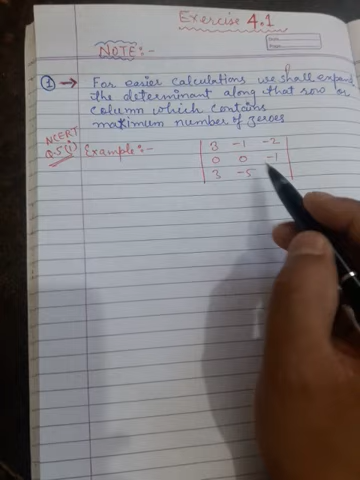 Exercise 4.1
NOTE:-
① → For easier calculations we shall expand
the determinant along that row or
column which contains
maximum number of zeroes
NCERT
Q.5(i) Example:-
3 -1 -2
0 0 -1
3 -5